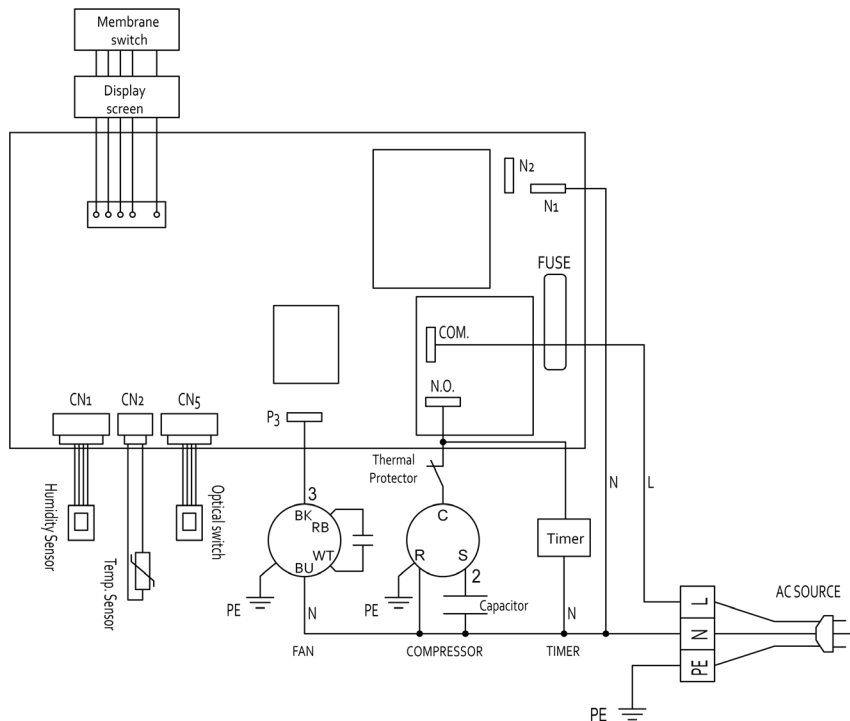 Membrane
switch
Display
screen
N2
N1
FUSE
COM.
N.O.
CN1
CN2
CN5
P3
Thermal
Protector
Humidity Sensor
Temp. Sensor
Optical switch
3
BK
RB
WT
BU
C
R
S
2
Capacitor
Timer
N
L
PE
PE
N
N
FAN
COMPRESSOR
TIMER
L
N
PE
AC SOURCE
PE